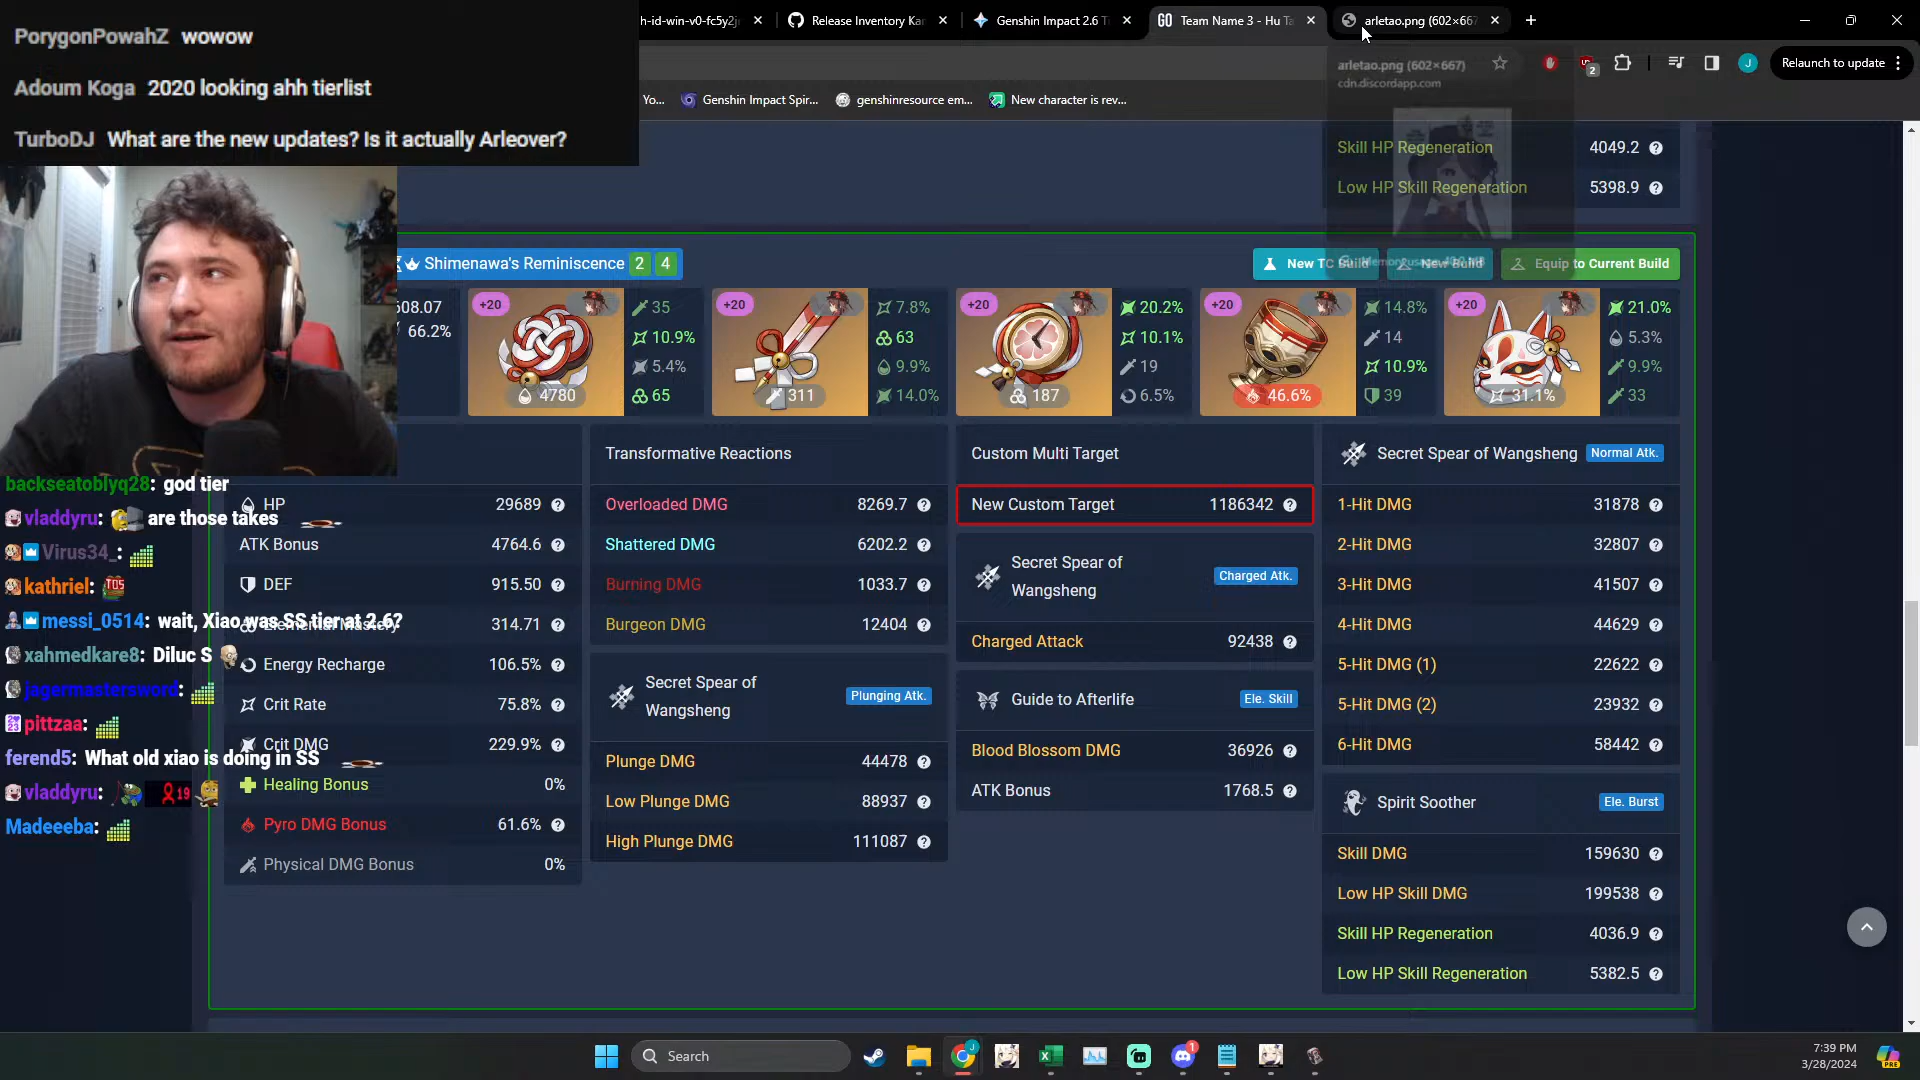 PorygonPowahZ wowow
Adoum Koga 2020 looking ahh tierlist
TurboDJ What are the new updates? Is it actually Arleover?
h-id-win-v0-fc5y2j
Release Inventory Ka
Genshin Impact 2.6 T
GO Team Name 3 - Hu Ta
arletao.png (602×667
Relaunch to update
2
J
Yo...
Genshin Impact Spir...
genshinresource em...
New character is rev...
arletao.png (602×667)
cdn.discordapp.com
Skill HP Regeneration 4049.2
Low HP Skill Regeneration 5398.9
Shimenawa's Reminiscence 2 4
New TC Build
New Build
Equip to Current Build
608.07
66.2%
+20 35
10.9%
5.4%
4780 65
+20 7.8%
63
9.9%
311 14.0%
+20 20.2%
10.1%
19
187 6.5%
+20 14.8%
14
10.9%
46.6% 39
+20 21.0%
5.3%
9.9%
31.1% 33
HP 29689
ATK Bonus 4764.6
DEF 915.50
Elemental Mastery 314.71
Energy Recharge 106.5%
Crit Rate 75.8%
Crit DMG 229.9%
Healing Bonus 0%
Pyro DMG Bonus 61.6%
Physical DMG Bonus 0%
Transformative Reactions
Overloaded DMG 8269.7
Shattered DMG 6202.2
Burning DMG 1033.7
Burgeon DMG 12404
Secret Spear of Wangsheng Plunging Atk.
Plunge DMG 44478
Low Plunge DMG 88937
High Plunge DMG 111087
Custom Multi Target
New Custom Target 1186342
Secret Spear of Wangsheng Charged Atk.
Charged Attack 92438
Guide to Afterlife Ele. Skill
Blood Blossom DMG 36926
ATK Bonus 1768.5
Secret Spear of Wangsheng Normal Atk.
1-Hit DMG 31878
2-Hit DMG 32807
3-Hit DMG 41507
4-Hit DMG 44629
5-Hit DMG (1) 22622
5-Hit DMG (2) 23932
6-Hit DMG 58442
Spirit Soother Ele. Burst
Skill DMG 159630
Low HP Skill DMG 199538
Skill HP Regeneration 4036.9
Low HP Skill Regeneration 5382.5
backseatoblyq28: god tier
vladdyru: are those takes
Virus34_:
kathriel: TOS
messi_0514: wait, Xiao was SS tier at 2.6?
xahmedkare8: Diluc S
jagermastersword:
pittzaa:
ferend5: What old xiao is doing in SS
vladdyru: 19
Madeeeba:
Search
1
7:39 PM
3/28/2024
PRE